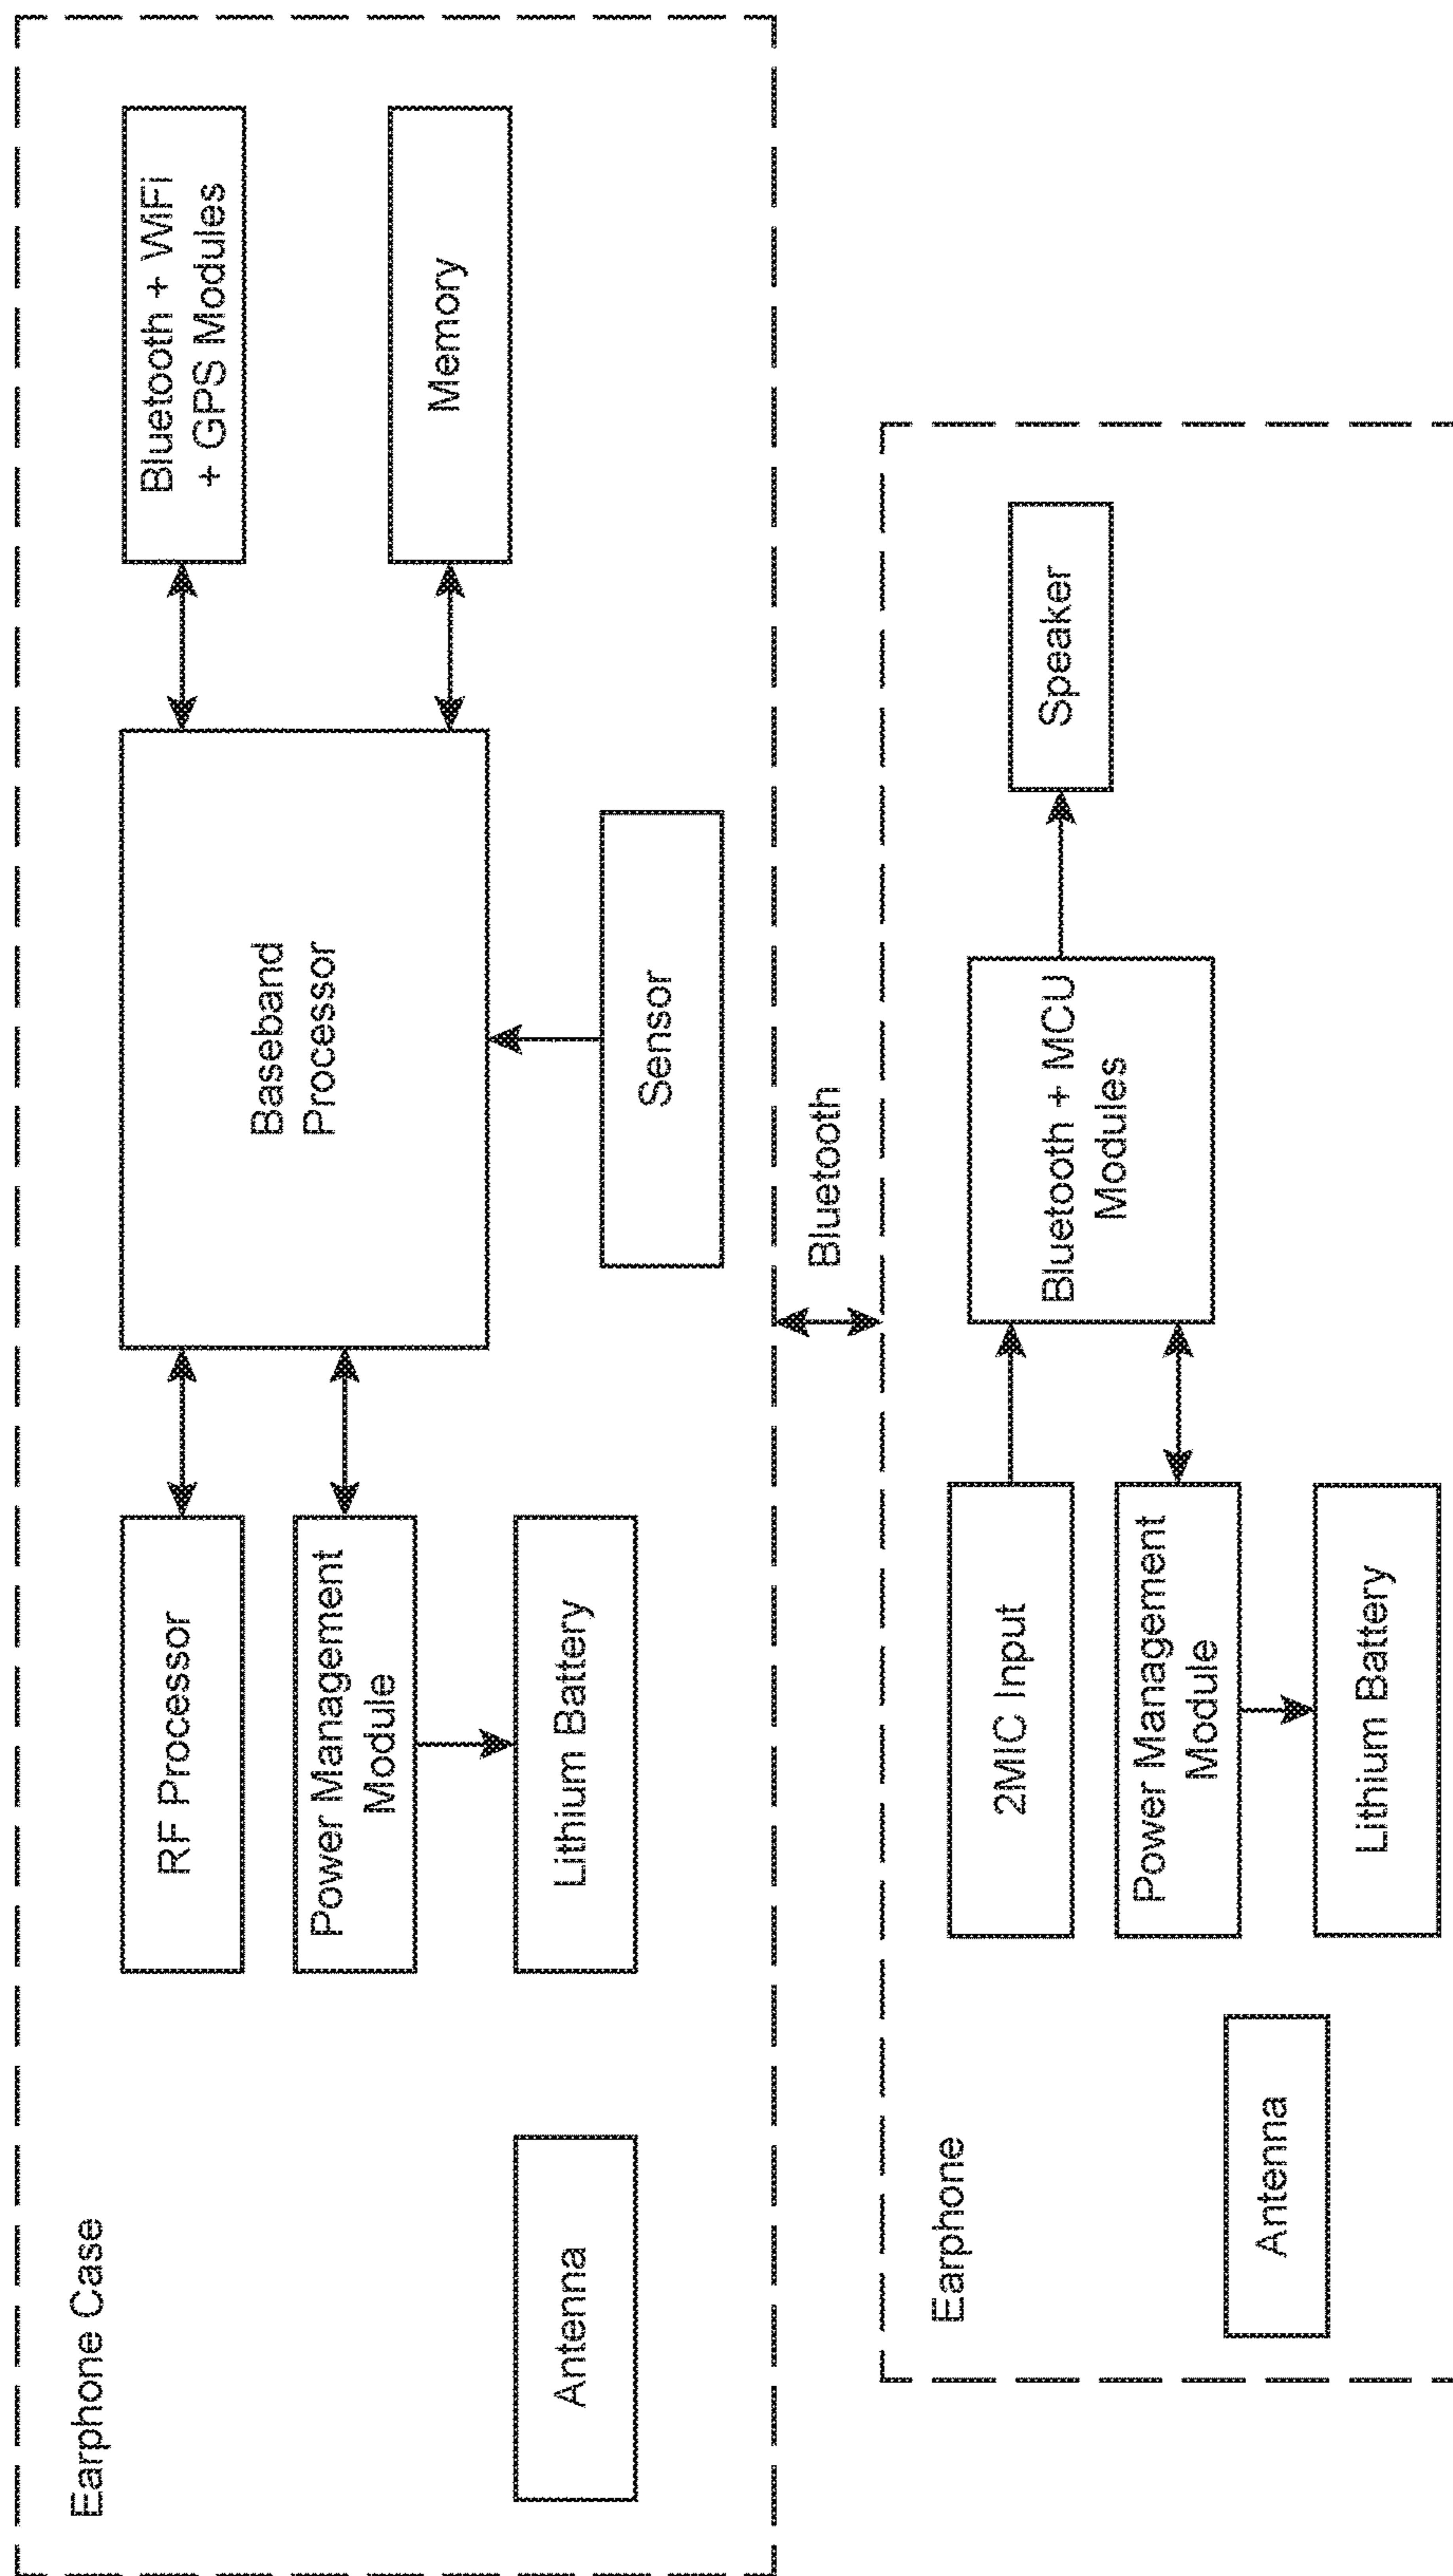 Earphone Case
RF Processor
Power Management
Module
Lithium Battery
Antenna
Baseband
Processor
Sensor
Bluetooth + WiFi
+ GPS Modules
Memory
Bluetooth
Earphone
2MIC Input
Power Management
Module
Lithium Battery
Antenna
Bluetooth + MCU
Modules
Speaker